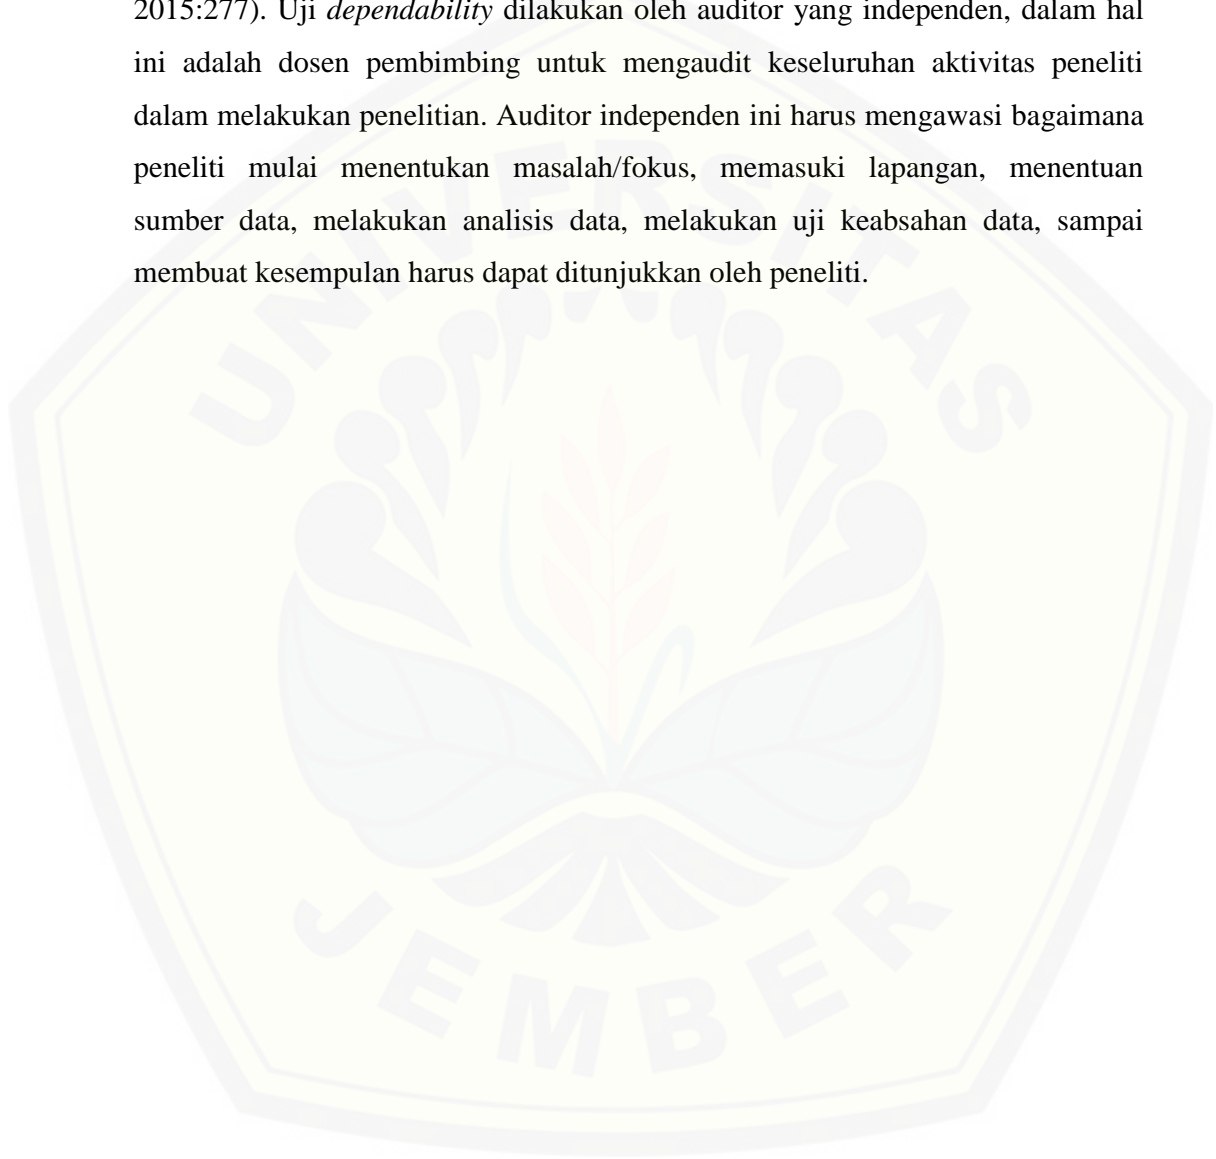 2015:277). Uji dependability dilakukan oleh auditor yang independen, dalam hal
ini adalah dosen pembimbing untuk mengaudit keseluruhan aktivitas peneliti
dalam melakukan penelitian. Auditor independen ini harus mengawasi bagaimana
peneliti mulai menentukan masalah/fokus, memasuki lapangan, menentuan
sumber data, melakukan analisis data, melakukan uji keabsahan data, sampai
membuat kesempulan harus dapat ditunjukkan oleh peneliti.
UNIVERSITAS
JEMBER